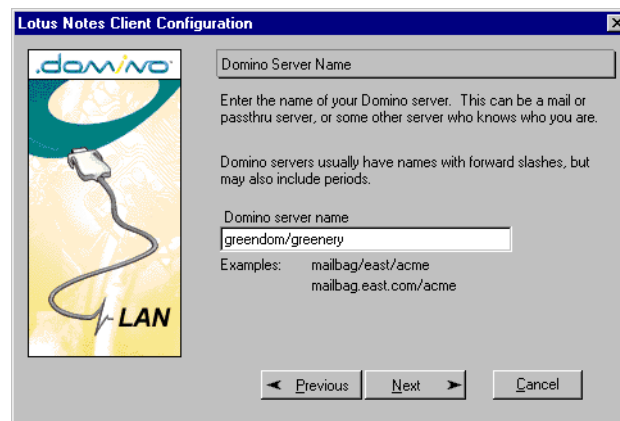 Lotus Notes Client Configuration
.domino
Domino Server Name
Enter the name of your Domino server. This can be a mail or
passthru server, or some other server who knows who you are.
Domino servers usually have names with forward slashes, but
may also include periods.
Domino server name
greendom/greenery
Examples: mailbag/east/acme
mailbag.east.com/acme
LAN
Previous Next Cancel